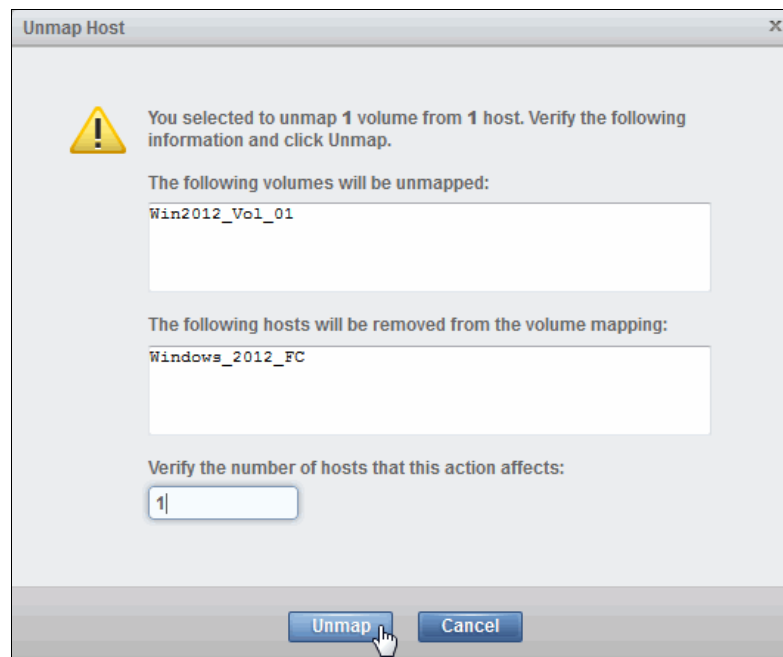 Unmap Host
x
You selected to unmap 1 volume from 1 host. Verify the following
information and click Unmap.
The following volumes will be unmapped:
Win2012_Vol_01
The following hosts will be removed from the volume mapping:
Windows_2012_FC
Verify the number of hosts that this action affects:
1
Unmap Cancel